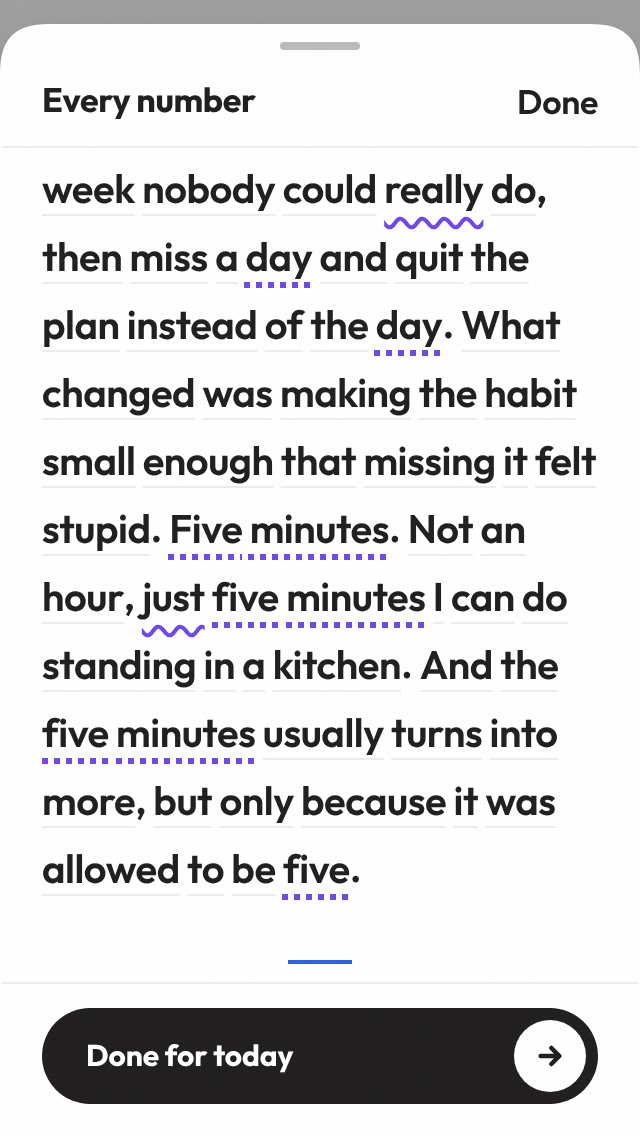 Every number
Done
week nobody could really do,
then miss a day and quit the
plan instead of the day. What
changed was making the habit
small enough that missing it felt
stupid. Five minutes. Not an
hour, just five minutes I can do
standing in a kitchen. And the
five minutes usually turns into
more, but only because it was
allowed to be five.
Done for today